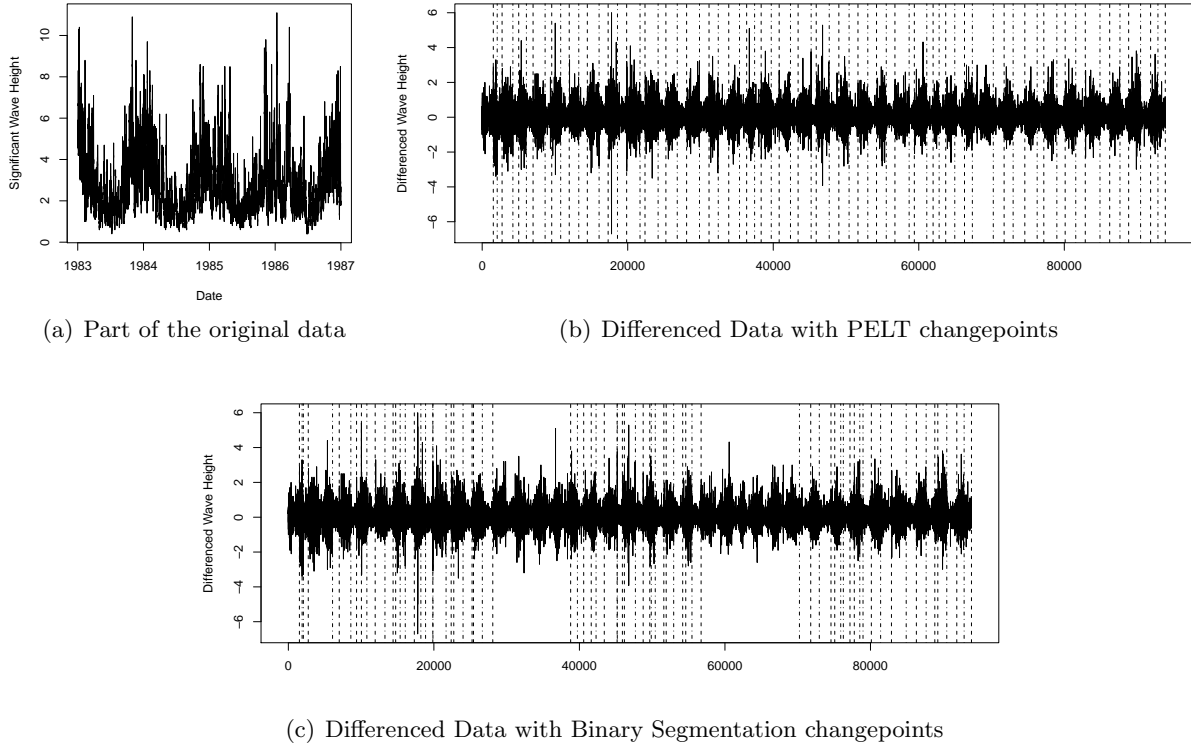 Significant Wave Height
0 2 4 6 8 10
1983 1984 1985 1986 1987
Date
(a) Part of the original data
Differenced Wave Height
−6 −4 −2 0 2 4 6
0 20000 40000 60000 80000
(b) Differenced Data with PELT changepoints
Differenced Wave Height
−6 −4 −2 0 2 4 6
0 20000 40000 60000 80000
(c) Differenced Data with Binary Segmentation changepoints